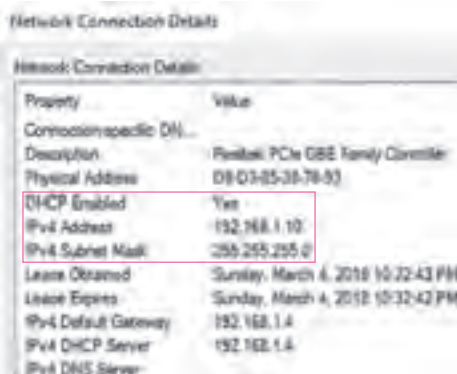 Network Connection Details
Network Connection Details
Property Value
Connection-specific DN...
Description Realtek PCIe GBE Family Controller
Physical Address
DHCP Enabled Yes
IPv4 Address 192.168.1.10
IPv4 Subnet Mask 255.255.255.0
Lease Obtained Sunday, March 4, 2018 10:22:43 PM
Lease Expires Sunday, March 4, 2018 10:32:42 PM
IPv4 Default Gateway 192.168.1.4
IPv4 DHCP Server 192.168.1.4
IPv4 DNS Server